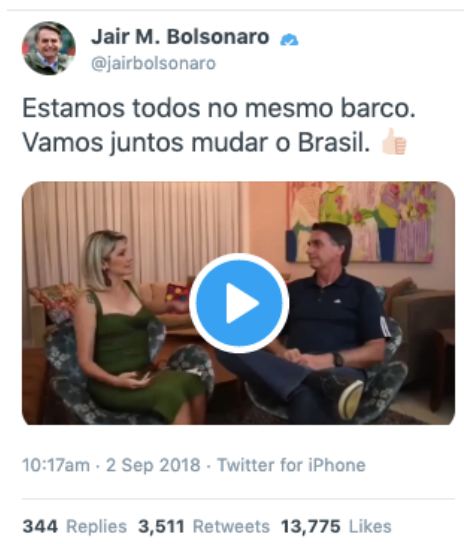 Jair M. Bolsonaro
@jairbolsonaro
Estamos todos no mesmo barco.
Vamos juntos mudar o Brasil. 👍🏻
10:17am · 2 Sep 2018 · Twitter for iPhone
344 Replies 3,511 Retweets 13,775 Likes